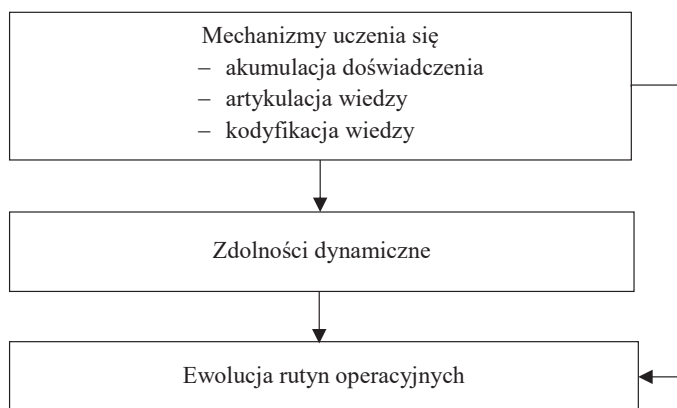 Mechanizmy uczenia się
– akumulacja doświadczenia
– artykulacja wiedzy
– kodyfikacja wiedzy
Zdolności dynamiczne
Ewolucja rutyn operacyjnych